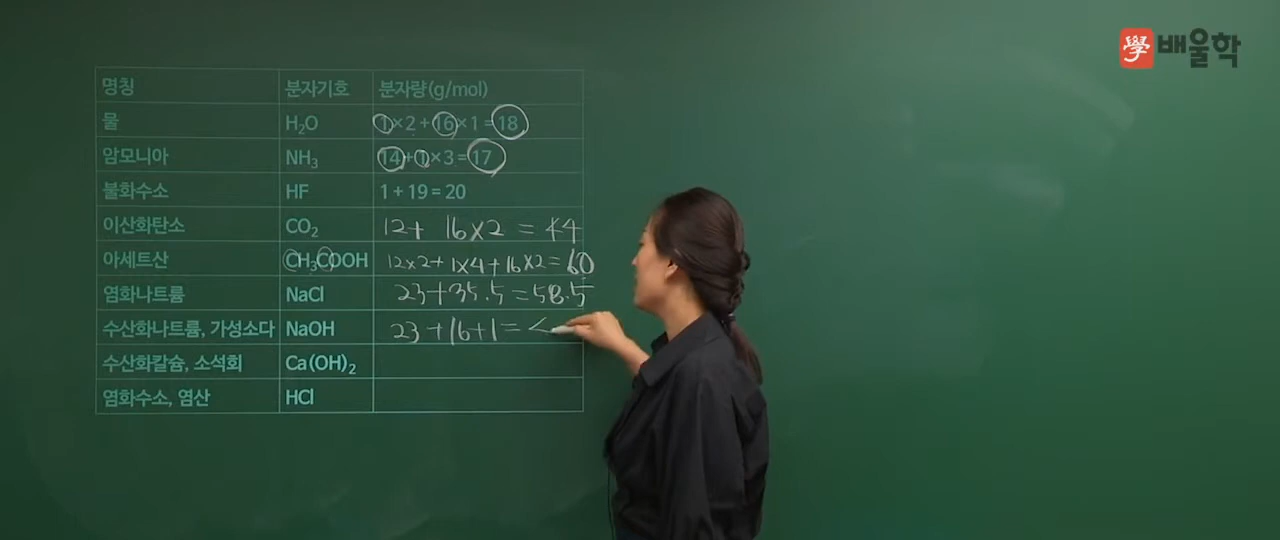 學 배울학
명칭 분자기호 분자량(g/mol)
물 H₂O 1×2+16×1=18
암모니아 NH₃ 14+1×3=17
불화수소 HF 1+19=20
이산화탄소 CO₂ 12+ 16×2 = 44
아세트산 CH₃COOH 12×2+1×4+16×2=60
염화나트륨 NaCl 23+35.5=58.5
수산화나트륨, 가성소다 NaOH 23+16+1=
수산화칼슘, 소석회 Ca(OH)₂
염화수소, 염산 HCl